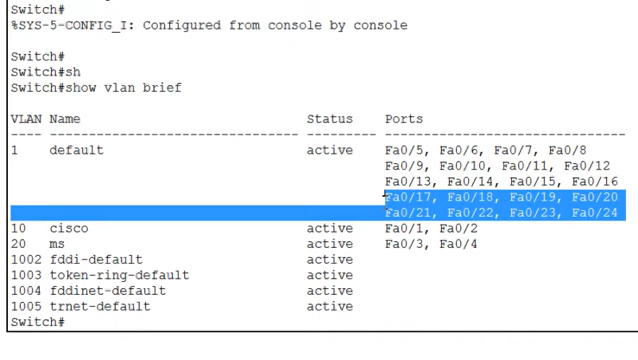 Switch#
%SYS-5-CONFIG_I: Configured from console by console
Switch#
Switch#sh
Switch#show vlan brief
VLAN Name                             Status    Ports
---- -------------------------------- --------- -------------------------------
1    default                          active    Fa0/5, Fa0/6, Fa0/7, Fa0/8
                                                Fa0/9, Fa0/10, Fa0/11, Fa0/12
                                                Fa0/13, Fa0/14, Fa0/15, Fa0/16
                                                Fa0/17, Fa0/18, Fa0/19, Fa0/20
                                                Fa0/21, Fa0/22, Fa0/23, Fa0/24
10   cisco                            active    Fa0/1, Fa0/2
20   ms                               active    Fa0/3, Fa0/4
1002 fddi-default                     active
1003 token-ring-default               active
1004 fddinet-default                  active
1005 trnet-default                    active
Switch#